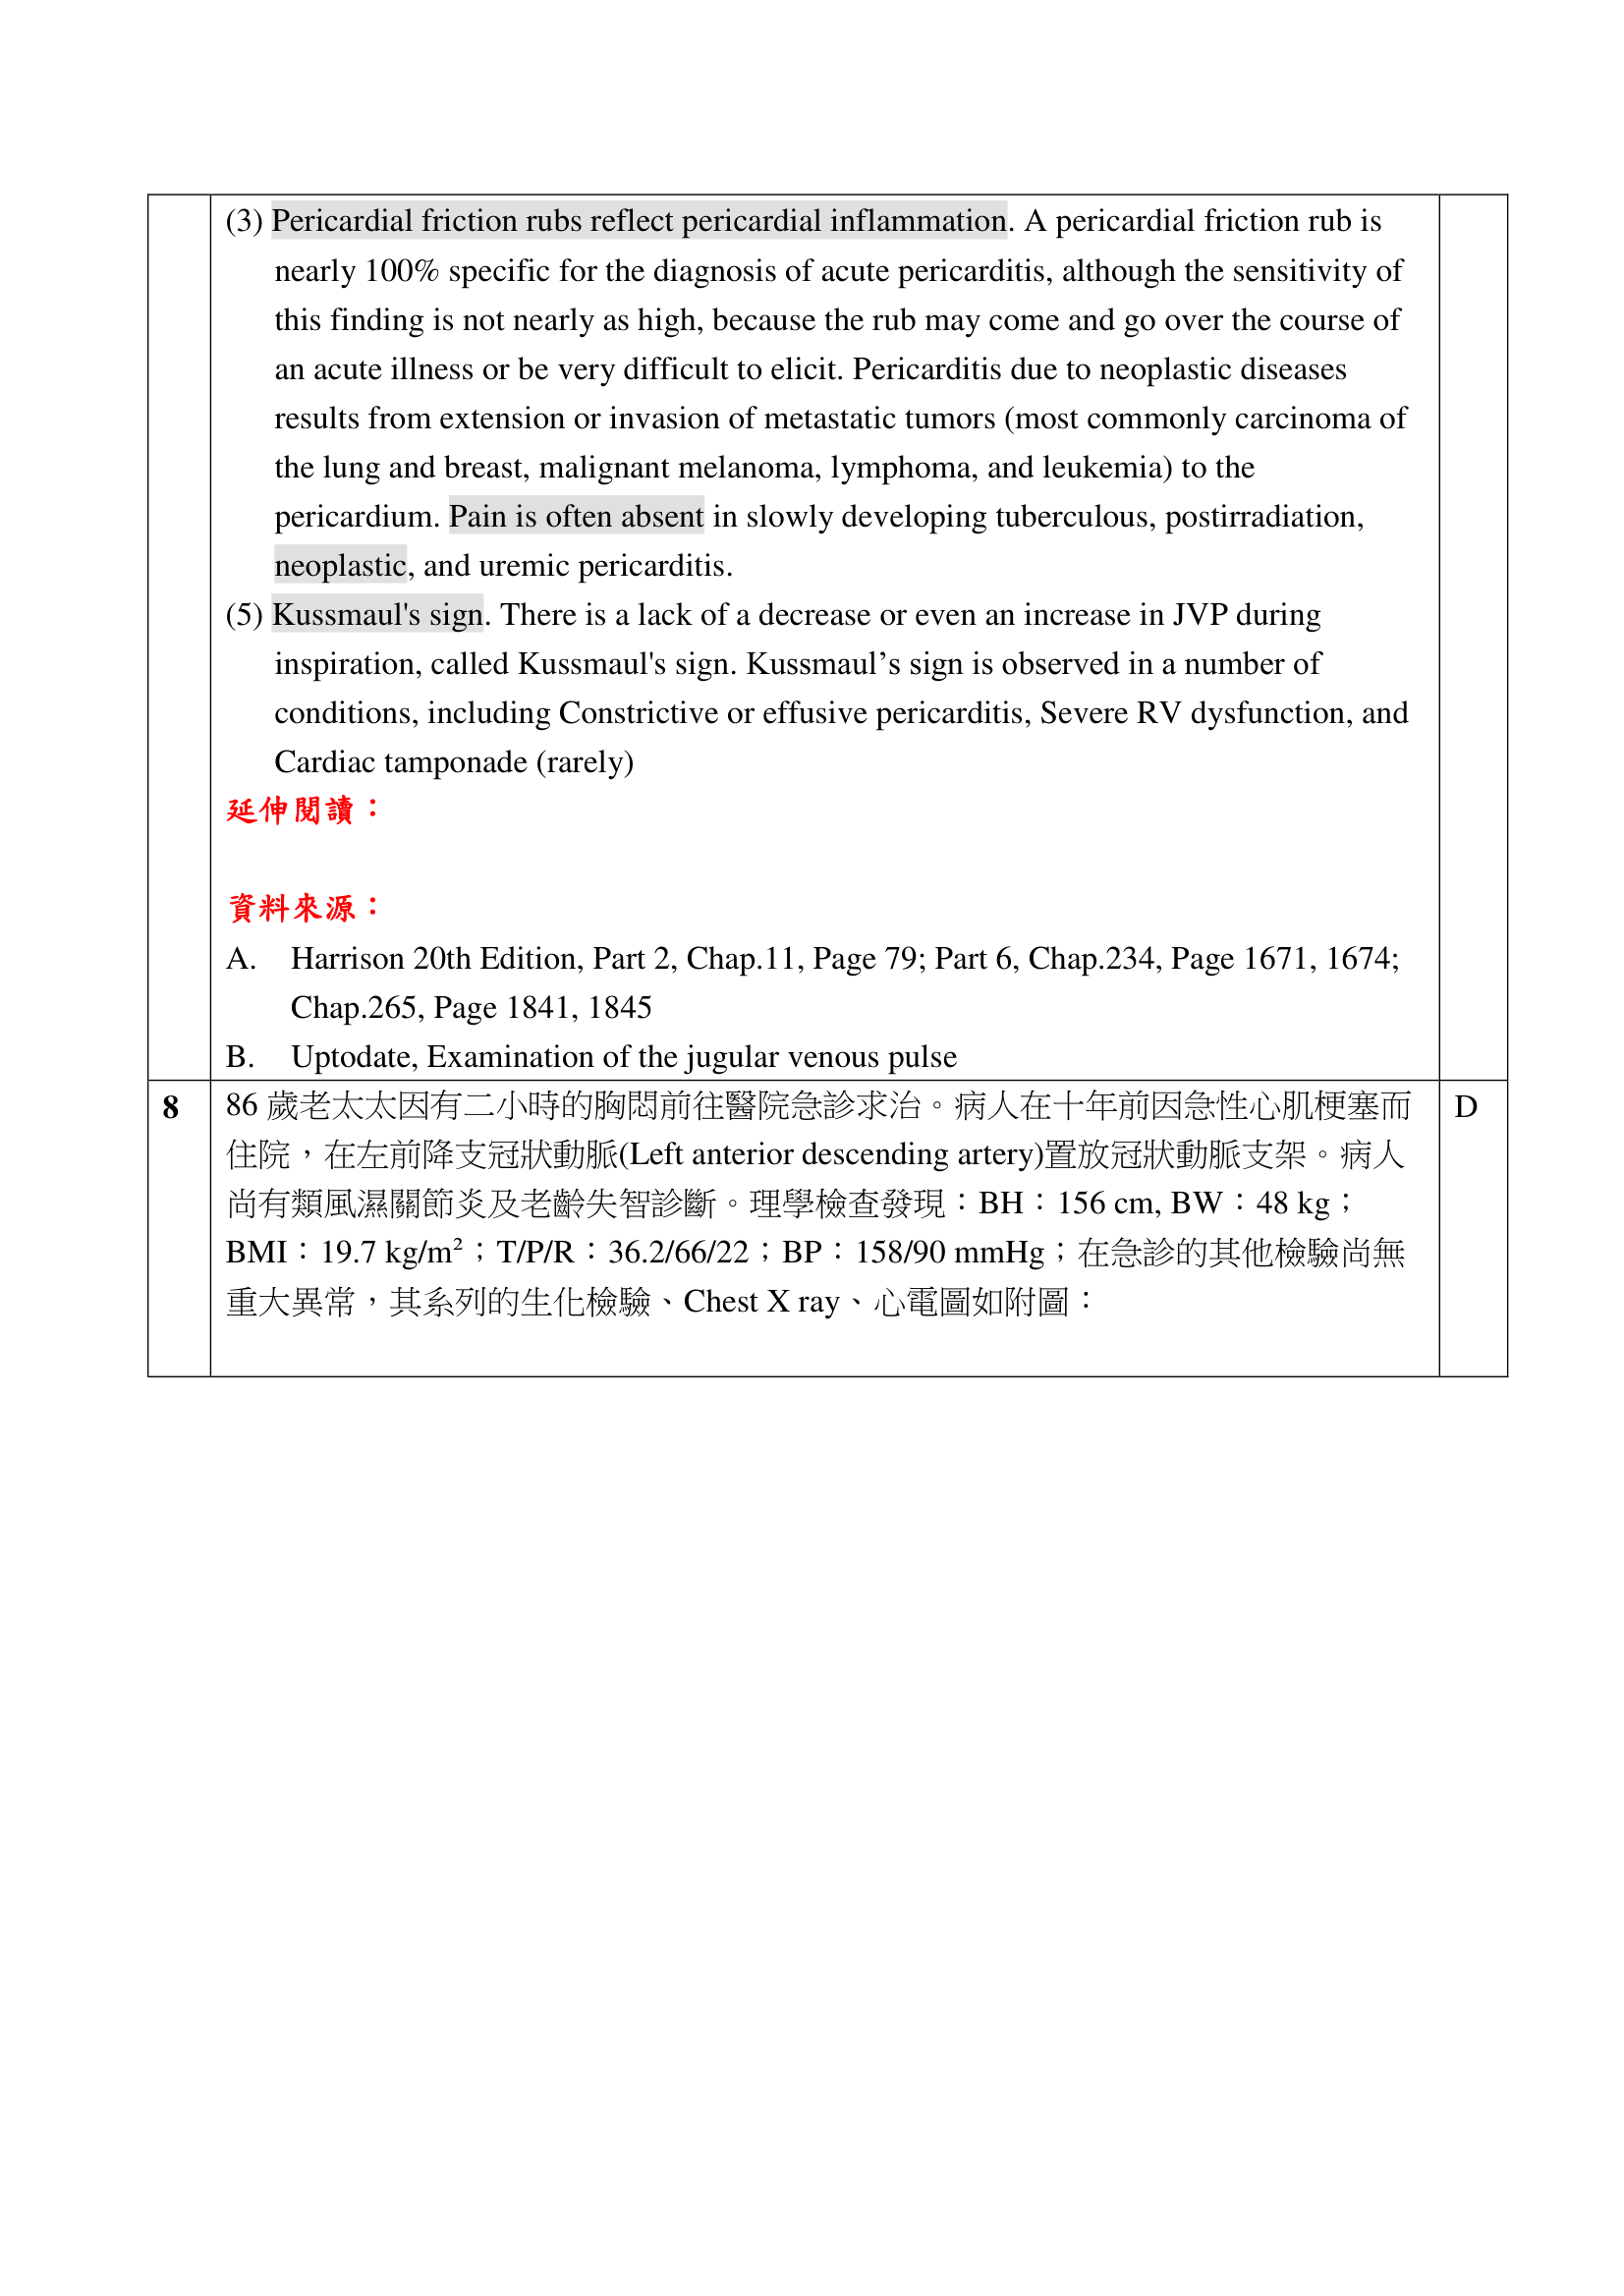 (3) Pericardial friction rubs reflect pericardial inflammation. A pericardial friction rub is
nearly 100% specific for the diagnosis of acute pericarditis, although the sensitivity of
this finding is not nearly as high, because the rub may come and go over the course of
an acute illness or be very difficult to elicit. Pericarditis due to neoplastic diseases
results from extension or invasion of metastatic tumors (most commonly carcinoma of
the lung and breast, malignant melanoma, lymphoma, and leukemia) to the
pericardium. Pain is often absent in slowly developing tuberculous, postirradiation,
neoplastic, and uremic pericarditis.
(5) Kussmaul's sign. There is a lack of a decrease or even an increase in JVP during
inspiration, called Kussmaul's sign. Kussmaul’s sign is observed in a number of
conditions, including Constrictive or effusive pericarditis, Severe RV dysfunction, and
Cardiac tamponade (rarely)
延伸閱讀：
資料來源：
A. Harrison 20th Edition, Part 2, Chap.11, Page 79; Part 6, Chap.234, Page 1671, 1674;
Chap.265, Page 1841, 1845
B. Uptodate, Examination of the jugular venous pulse
8 86 歲老太太因有二小時的胸悶前往醫院急診求治。病人在十年前因急性心肌梗塞而 D
住院，在左前降支冠狀動脈(Left anterior descending artery)置放冠狀動脈支架。病人
尚有類風濕關節炎及老齡失智診斷。理學檢查發現：BH：156 cm, BW：48 kg；
BMI：19.7 kg/m²；T/P/R：36.2/66/22；BP：158/90 mmHg；在急診的其他檢驗尚無
重大異常，其系列的生化檢驗、Chest X ray、心電圖如附圖：